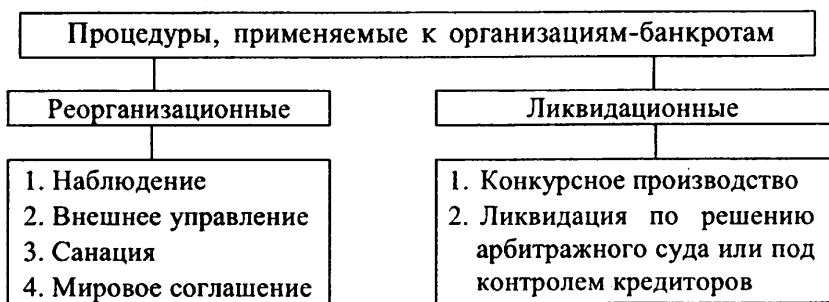 Процедуры, применяемые к организациям-банкротам
Реорганизационные
Ликвидационные
1. Наблюдение
2. Внешнее управление
3. Санация
4. Мировое соглашение
1. Конкурсное производство
2. Ликвидация по решению
арбитражного суда или под
контролем кредиторов